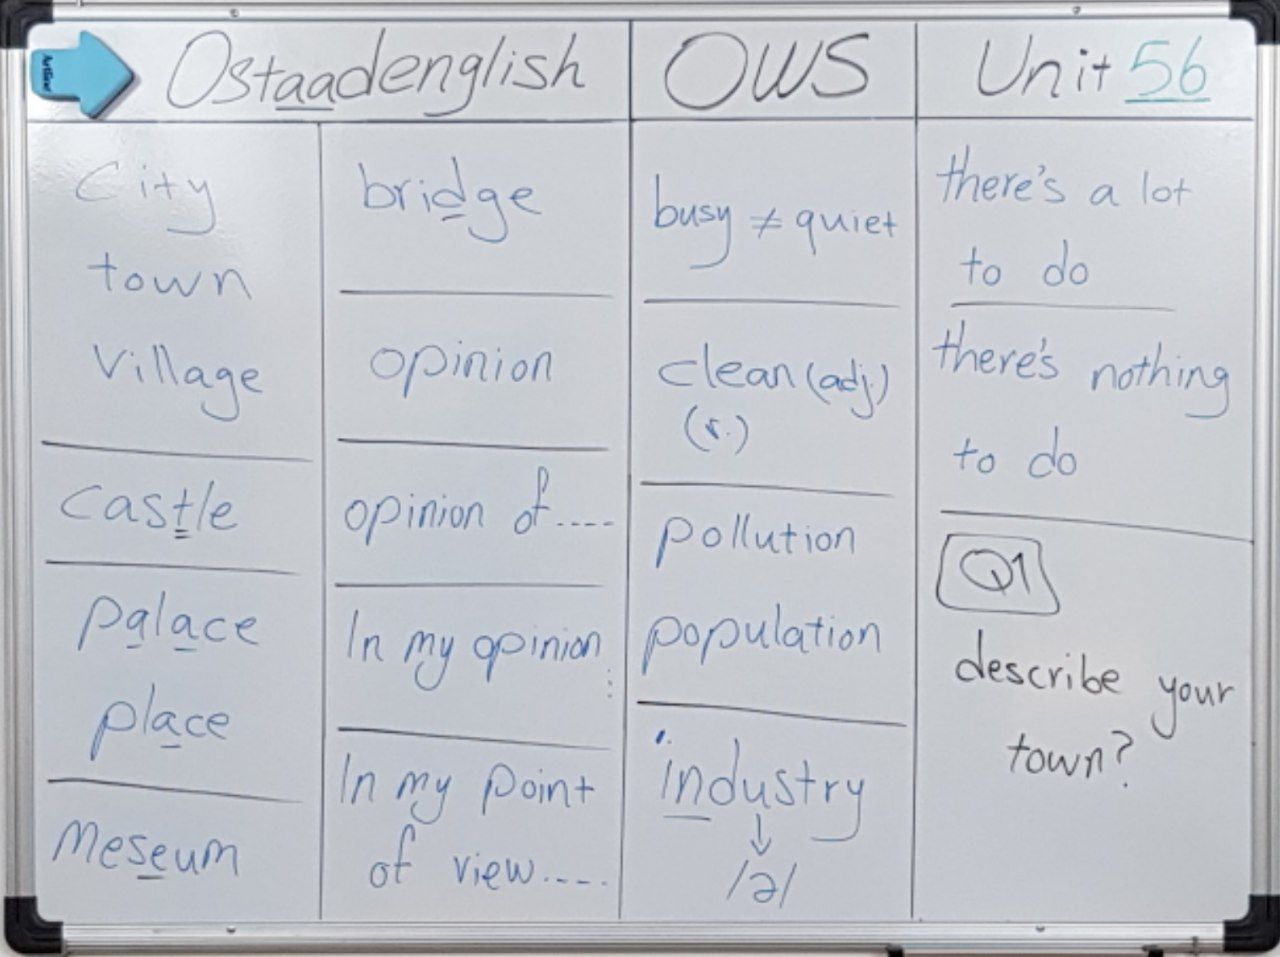 Artline
Ostaadenglish
OWS
Unit 56
City
town
Village
castle
palace
place
Meseum
bridge
opinion
opinion of....
In my opinion
In my point
of view....
busy ≠ quiet
clean (adj.)
(v.)
pollution
population
industry
↓
/ə/
there's a lot
to do
there's nothing
to do
Q1
describe your
town?